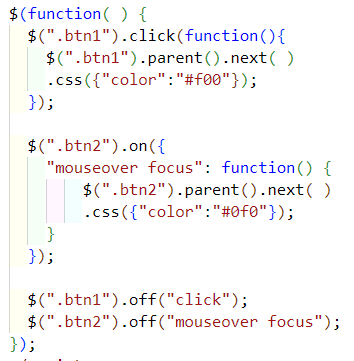 $(function( ) {
  $(".btn1").click(function(){
    $(".btn1").parent().next( )
    .css({"color":"#f00"});
  });

  $(".btn2").on({
    "mouseover focus": function() {
        $(".btn2").parent().next( )
        .css({"color":"#0f0"});
    }
  });

  $(".btn1").off("click");
  $(".btn2").off("mouseover focus");
});